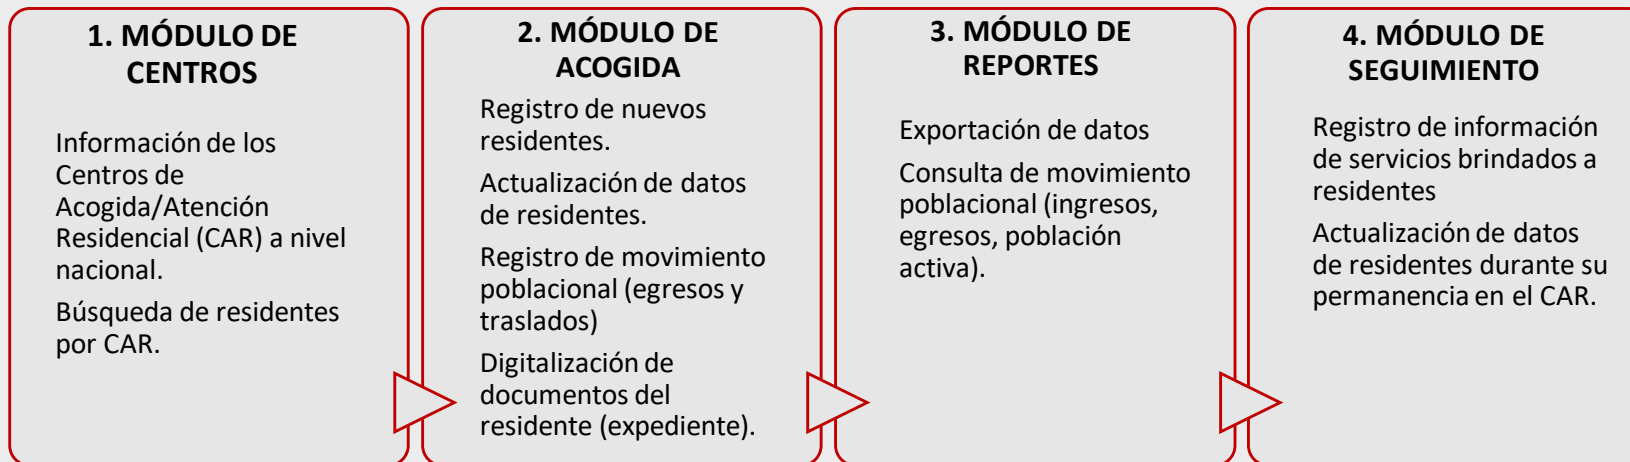 1. MÓDULO DE
CENTROS
Información de los
Centros de
Acogida/Atención
Residencial (CAR) a nivel
nacional.
Búsqueda de residentes
por CAR.
2. MÓDULO DE
ACOGIDA
Registro de nuevos
residentes.
Actualización de datos
de residentes.
Registro de movimiento
poblacional (egresos y
traslados)
Digitalización de
documentos del
residente (expediente).
3. MÓDULO DE
REPORTES
Exportación de datos
Consulta de movimiento
poblacional (ingresos,
egresos, población
activa).
4. MÓDULO DE
SEGUIMIENTO
Registro de información
de servicios brindados a
residentes
Actualización de datos
de residentes durante su
permanencia en el CAR.